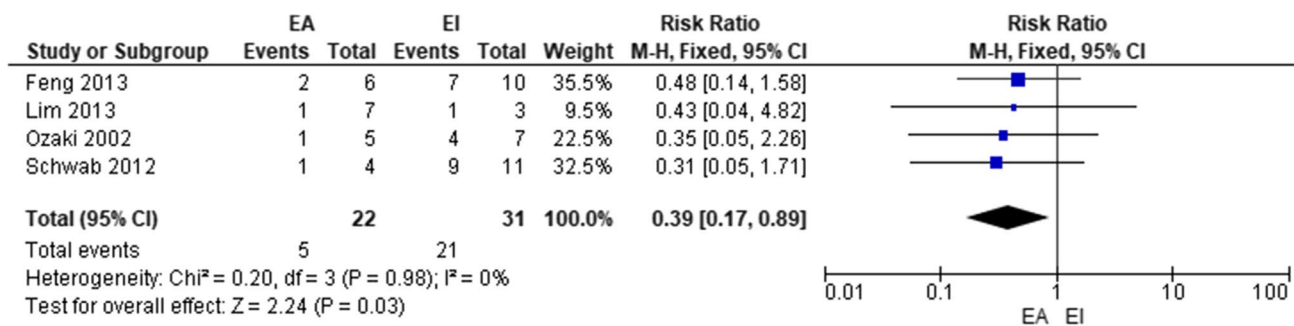 EA EI Risk Ratio Risk Ratio
Study or Subgroup Events Total Events Total Weight M-H, Fixed, 95% CI M-H, Fixed, 95% CI
Feng 2013 2 6 7 10 35.5% 0.48 [0.14, 1.58]
Lim 2013 1 7 1 3 9.5% 0.43 [0.04, 4.82]
Ozaki 2002 1 5 4 7 22.5% 0.35 [0.05, 2.26]
Schwab 2012 1 4 9 11 32.5% 0.31 [0.05, 1.71]
Total (95% CI) 22 31 100.0% 0.39 [0.17, 0.89]
Total events 5 21
Heterogeneity: Chi² = 0.20, df = 3 (P = 0.98); I² = 0%
Test for overall effect: Z = 2.24 (P = 0.03)
0.01 0.1 1 10 100
EA EI